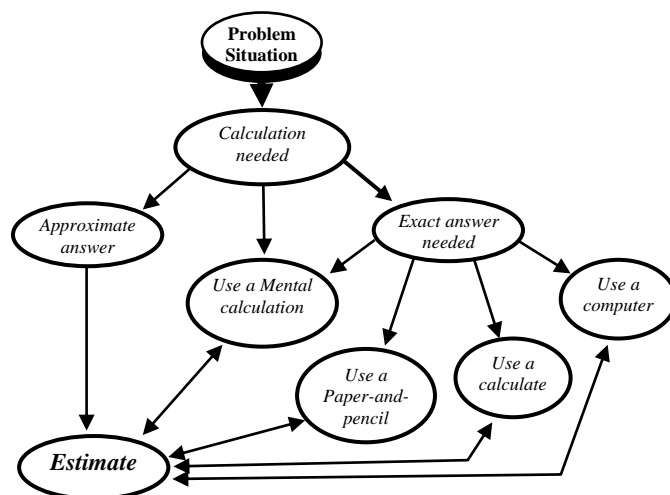 Problem
Situation
Calculation
needed
Approximate
answer
Exact answer
needed
Use a Mental
calculation
Use a
computer
Use a
Paper-and-
pencil
Use a
calculate
Estimate